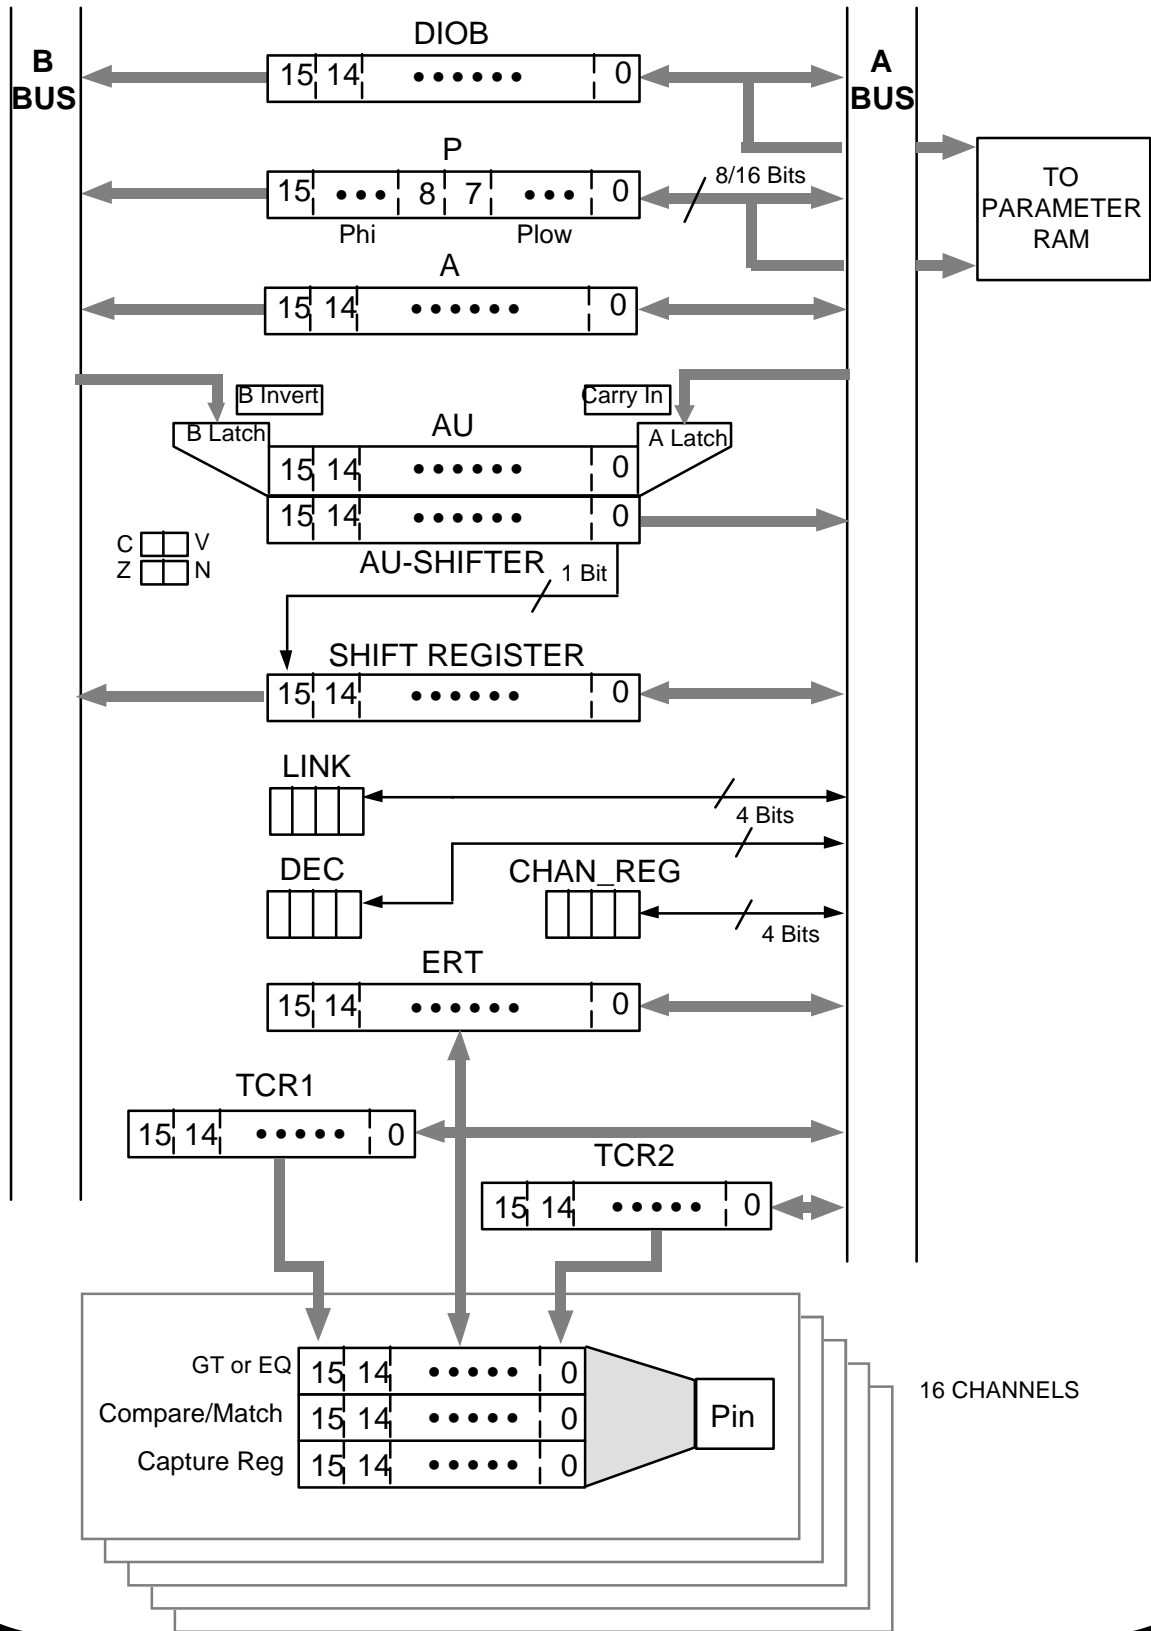 DIOB
B
BUS
A
BUS
15 14 •••••• 0
P
8/16 Bits
15 ••• 8 7 ••• 0
Phi Plow
TO
PARAMETER
RAM
A
15 14 •••••• 0
B Invert Carry In
B Latch AU A Latch
15 14 •••••• 0
15 14 •••••• 0
C V
Z N
AU-SHIFTER 1 Bit
SHIFT REGISTER
15 14 •••••• 0
LINK
4 Bits
DEC CHAN_REG
4 Bits
ERT
15 14 •••••• 0
TCR1
15 14 ••••• 0
TCR2
15 14 ••••• 0
GT or EQ 15 14 ••••• 0
Compare/Match 15 14 ••••• 0
Capture Reg 15 14 ••••• 0
Pin
16 CHANNELS